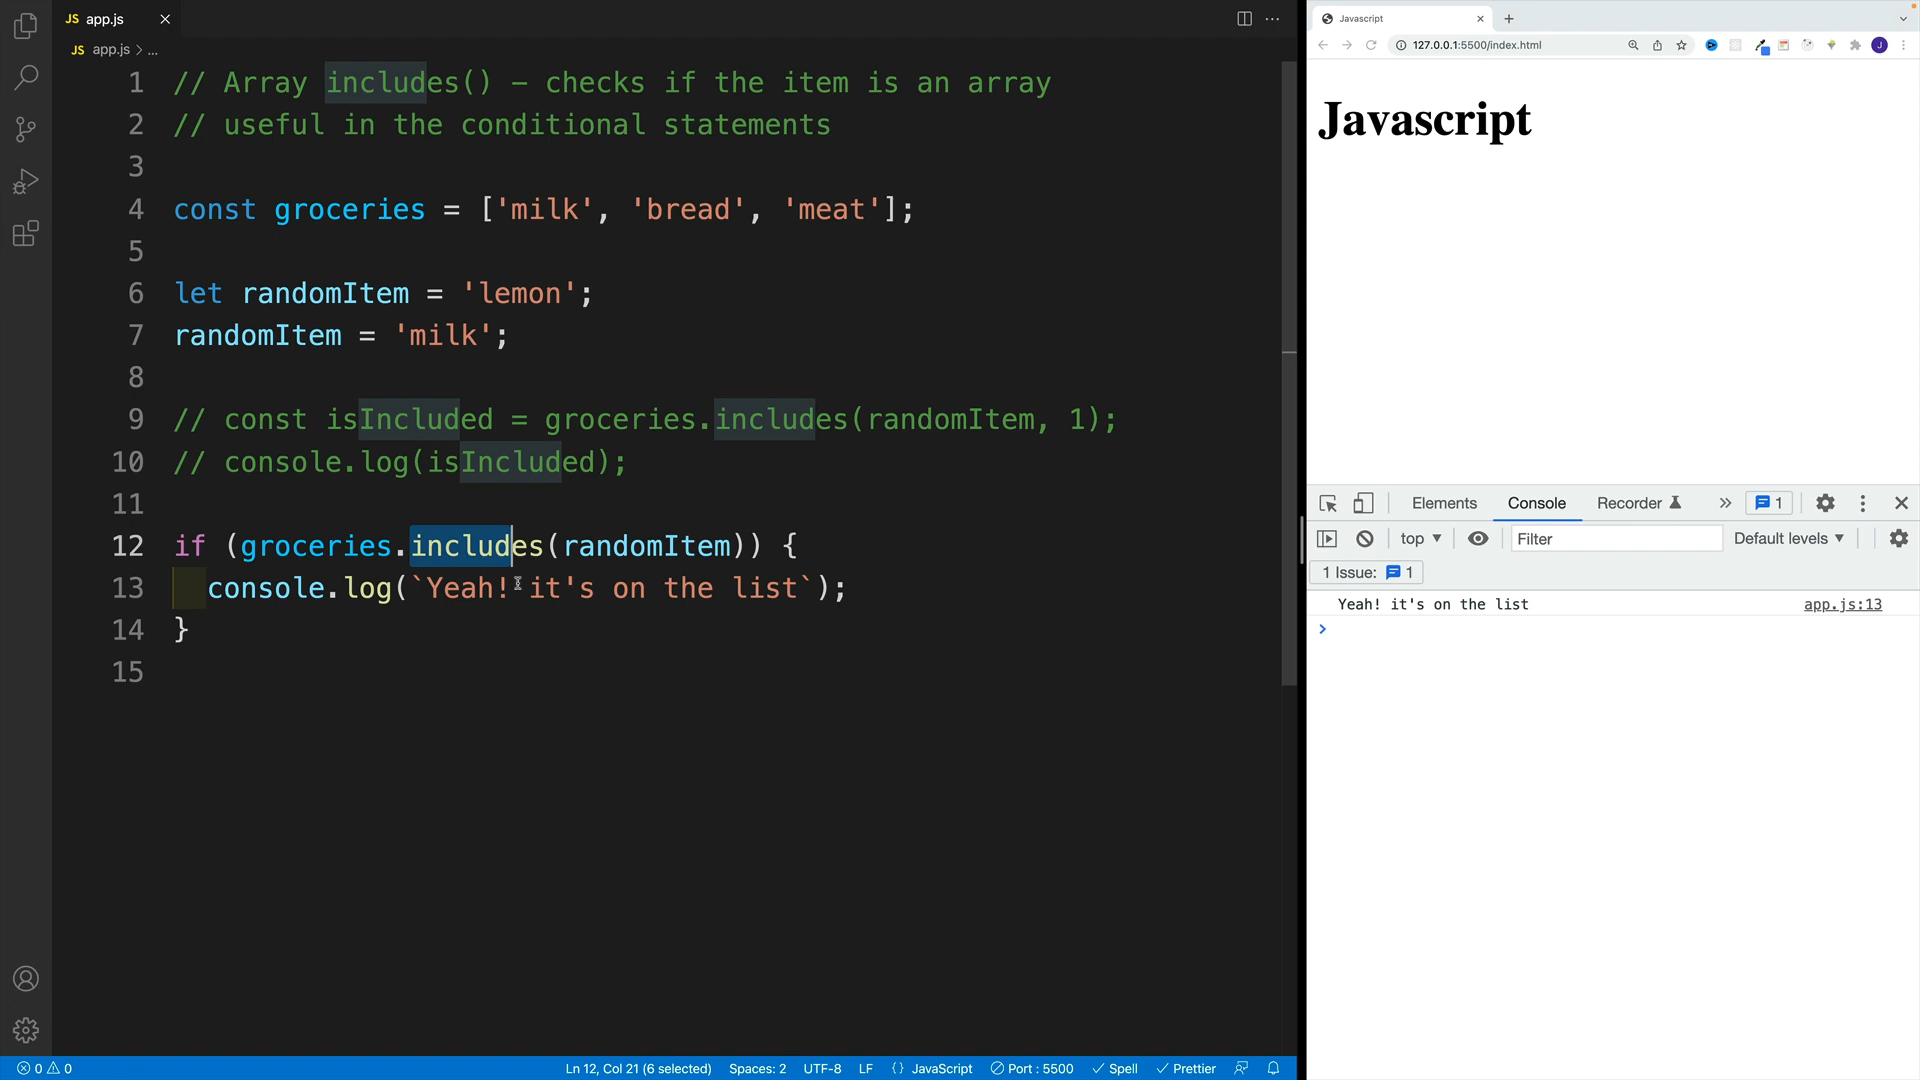 JS app.js
JS app.js > ...
1 // Array includes() – checks if the item is an array
2 // useful in the conditional statements
3
4 const groceries = ['milk', 'bread', 'meat'];
5
6 let randomItem = 'lemon';
7 randomItem = 'milk';
8
9 // const isIncluded = groceries.includes(randomItem, 1);
10 // console.log(isIncluded);
11
12 if (groceries.includes(randomItem)) {
13 console.log(`Yeah! it's on the list`);
14 }
15
0 0
Ln 12, Col 21 (6 selected) Spaces: 2 UTF-8 LF {} JavaScript Port : 5500 Spell Prettier
Javascript
127.0.0.1:5500/index.html
J
Javascript
Elements Console Recorder 1
top Filter Default levels
1 Issue: 1
Yeah! it's on the list app.js:13